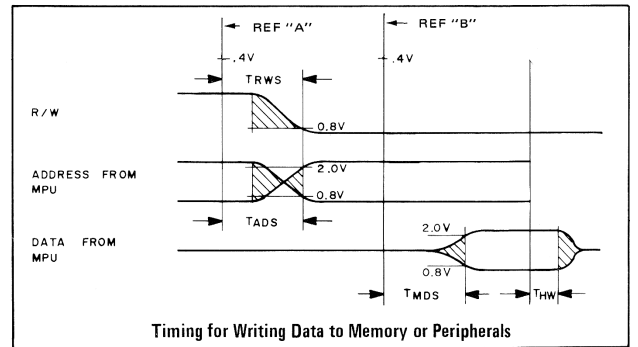 REF "A"
REF "B"
.4V
.4V
TRWS
R/W
0.8V
ADDRESS FROM
MPU
2.0V
0.8V
TADS
DATA FROM
MPU
2.0V
0.8V
TMDS
THW
Timing for Writing Data to Memory or Peripherals